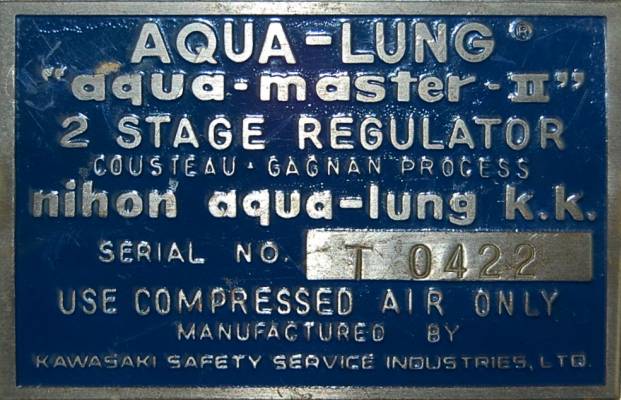 AQUA-LUNG®
"aqua-master-II"
2 STAGE REGULATOR
COUSTEAU-GAGNAN PROCESS
nihon aqua-lung k.k.
SERIAL NO. T 0422
USE COMPRESSED AIR ONLY
MANUFACTURED BY
KAWASAKI SAFETY SERVICE INDUSTRIES, LTD.